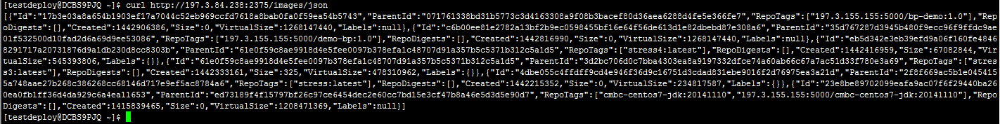 [testdeploy@DCBS9PJQ ~]$ curl http://197.3.84.238:2375/images/json
[{"Id":"17b3e03a8a654b1903ef17a7044c52eb969ccfd7618a8bab0fa0f59ea54b5743","ParentId":"071761338bd31b5773c3d4163308a9f08b3bacef80d36aea6288d4fe5e366fe7","RepoTags":["197.3.155.155:5000/bp-demo:1.0"],"Re
poDigests":[],"Created":1442906386,"Size":0,"VirtualSize":1268147440,"Labels":null},{"Id":"c6b00ee81e2782a13bf2b9ec0598455bf16e64f56de613d1e82dbebd87e308a6","ParentId":"35d767287d3945b480f9ecc96f9ffdc9ae
01f532500d10fad2d6a69d9ee53086","RepoTags":["197.3.155.155:5000/demo-bp:1.0"],"RepoDigests":[],"Created":1442816990,"Size":0,"VirtualSize":1268147440,"Labels":null},{"Id":"eb5d342e3eb39efd9a06f160fe4846
8291717a20731876d9a1db230d8cc8303b","ParentId":"61e0f59c8ae9918d4e5fee0097b378efa1c48707d91a357b5c5371b312c5a1d5","RepoTags":["stress4:latest"],"RepoDigests":[],"Created":1442416959,"Size":67082844,"Vir
tualSize":545393806,"Labels":{}},{"Id":"61e0f59c8ae9918d4e5fee0097b378efa1c48707d91a357b5c5371b312c5a1d5","ParentId":"3d2bc706d0c7bba4303ea8a9197332dfce74a60ab66c67a7ac51d33f780e3a69","RepoTags":["stres
s3:latest"],"RepoDigests":[],"Created":1442333161,"Size":325,"VirtualSize":478310962,"Labels":{}},{"Id":"4dbe055c4ffdff9cd4e946f36d9c16751d3cdad831ebe9016f2d76975ea3a21d","ParentId":"2f8f669ac5b1e045415
5a748aae27b268c386268cc68146d717e9ef5ac8784a6","RepoTags":["stress:latest"],"RepoDigests":[],"Created":1442215352,"Size":0,"VirtualSize":234817587,"Labels":{}},{"Id":"23e8be89702099eafa9ac07f6f29440ba26
0ea0fb1ff36d4da929c6a4ea11653","ParentId":"ed73189f4f15797bf26c97ce6454dec2e60cc7bd15e3cf47b8a46e5d3d5e90d7","RepoTags":["cmbc-centos7-jdk:20141110","197.3.155.155:5000/cmbc-centos7-jdk:20141110"],"Repo
Digests":[],"Created":1415839465,"Size":0,"VirtualSize":1208471369,"Labels":null}]
[testdeploy@DCBS9PJQ ~]$